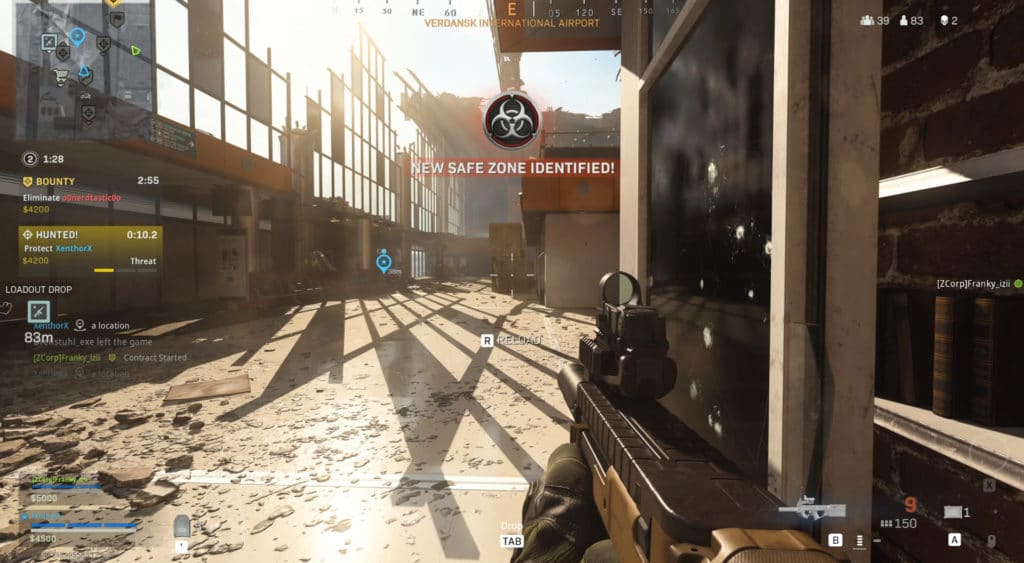 30 NE 60 E 105 120 SE 150 165
VERDANSK INTERNATIONAL AIRPORT
39 83 2
NEW SAFE ZONE IDENTIFIED!
2 1:28
BOUNTY 2:55
Eliminate o0nerdtastic0o
$4200
HUNTED! 0:10.2
Protect XenthorX
$4200 Threat
LOADOUT DROP
83m
XenthorX a location
left the game
[ZCorp]Franky_izii Contract Started
a location
[ZCorp]Franky_izii
R RELOAD
$5000
$4500
Drop
TAB
9
150
B
1
A
X